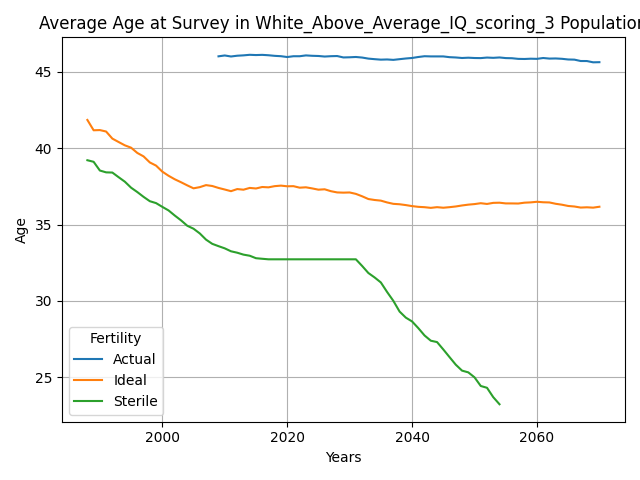 Average Age at Survey in White_Above_Average_IQ_scoring_3 Population
Age
45
40
35
30
25
Fertility
Actual
Ideal
Sterile
2000
2020
2040
2060
Years